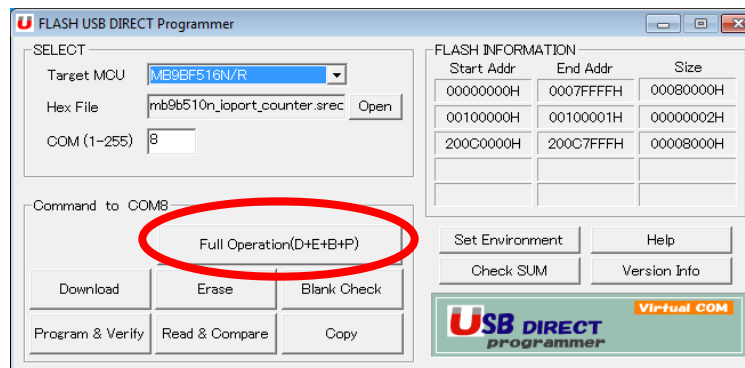 FLASH USB DIRECT Programmer
SELECT
Target MCU MB9BF516N/R
Hex File mb9b510n_ioport_counter.srec Open
COM (1-255) 8
Command to COM8
Full Operation(D+E+B+P)
Download Erase Blank Check
Program & Verify Read & Compare Copy
FLASH INFORMATION
Start Addr End Addr Size
00000000H 0007FFFFH 00080000H
00100000H 00100001H 00000002H
200C0000H 200C7FFFH 00008000H
Set Environment Help
Check SUM Version Info
Virtual COM
USB DIRECT
programmer